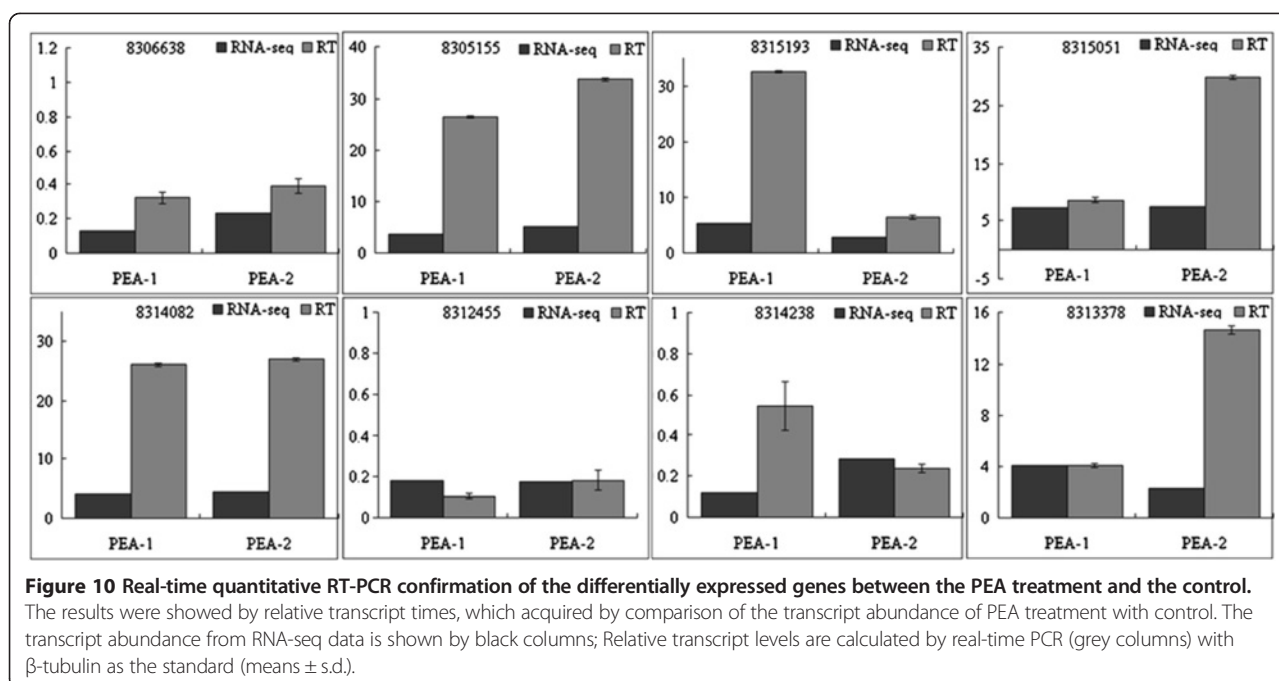 8306638 RNA-seq RT
1.2
1
0.8
0.6
0.4
0.2
0
PEA-1 PEA-2
8305155 RNA-seq RT
40
30
20
10
0
PEA-1 PEA-2
8315193 RNA-seq RT
30
20
10
0
PEA-1 PEA-2
8315051 RNA-seq RT
35
25
15
5
-5
PEA-1 PEA-2
8314082 RNA-seq RT
30
20
10
0
PEA-1 PEA-2
8312455 RNA-seq RT
1
0.8
0.6
0.4
0.2
0
PEA-1 PEA-2
8314238 RNA-seq RT
1
0.8
0.6
0.4
0.2
0
PEA-1 PEA-2
8313378 RNA-seq RT
16
12
8
4
0
PEA-1 PEA-2
Figure 10 Real-time quantitative RT-PCR confirmation of the differentially expressed genes between the PEA treatment and the control.
The results were showed by relative transcript times, which acquired by comparison of the transcript abundance of PEA treatment with control. The
transcript abundance from RNA-seq data is shown by black columns; Relative transcript levels are calculated by real-time PCR (grey columns) with
β-tubulin as the standard (means ± s.d.).